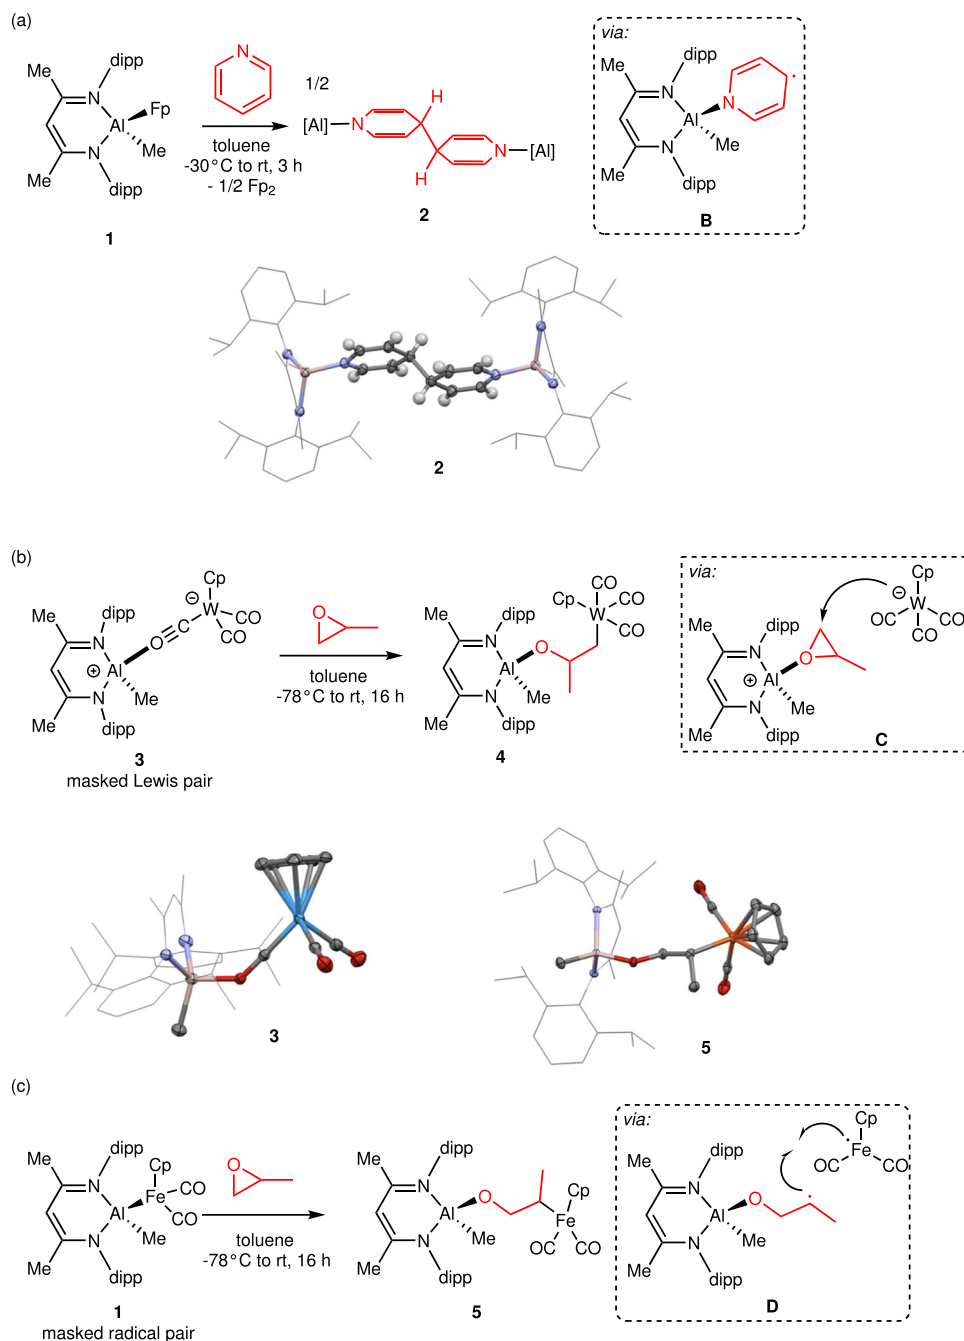 (a)
via:
dipp
Me
N
Fp
Al
Me
N
Me
dipp
1
N
toluene
-30°C to rt, 3 h
- 1/2 Fp2
1/2
[Al]
N
H
H
N
[Al]
2
dipp
Me
N
N
Al
Me
N
Me
dipp
B
2
(b)
via:
Cp
⊖
W
CO
CO
C
O
dipp
Me
N
Al
⊕
Me
N
Me
dipp
3
masked Lewis pair
O
toluene
-78°C to rt, 16 h
CO
Cp
W
CO
CO
dipp
Me
N
O
Al
Me
N
Me
dipp
4
Cp
⊖
W
OC
CO
CO
dipp
Me
N
O
Al
⊕
Me
N
Me
dipp
C
3
5
(c)
via:
dipp
Cp
Me
N
Fe
CO
CO
Al
Me
N
Me
dipp
1
masked radical pair
O
toluene
-78°C to rt, 16 h
dipp
Me
N
O
Cp
Al
Fe
Me
OC
CO
N
Me
dipp
5
Cp
Fe
OC
CO
dipp
Me
N
O
Al
Me
N
Me
dipp
D